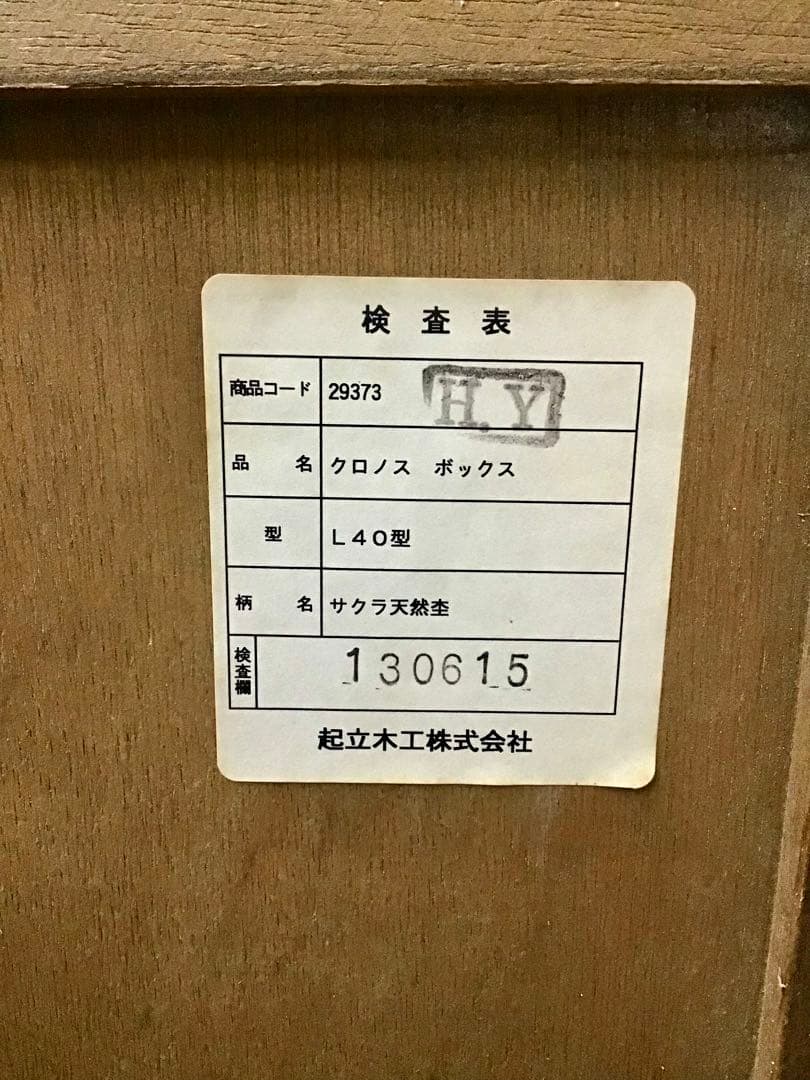 検査表
商品コード 29373 H.Y
品名 クロノス ボックス
型 L40型
柄名 サクラ天然杢
検査欄 130615
起立木工株式会社